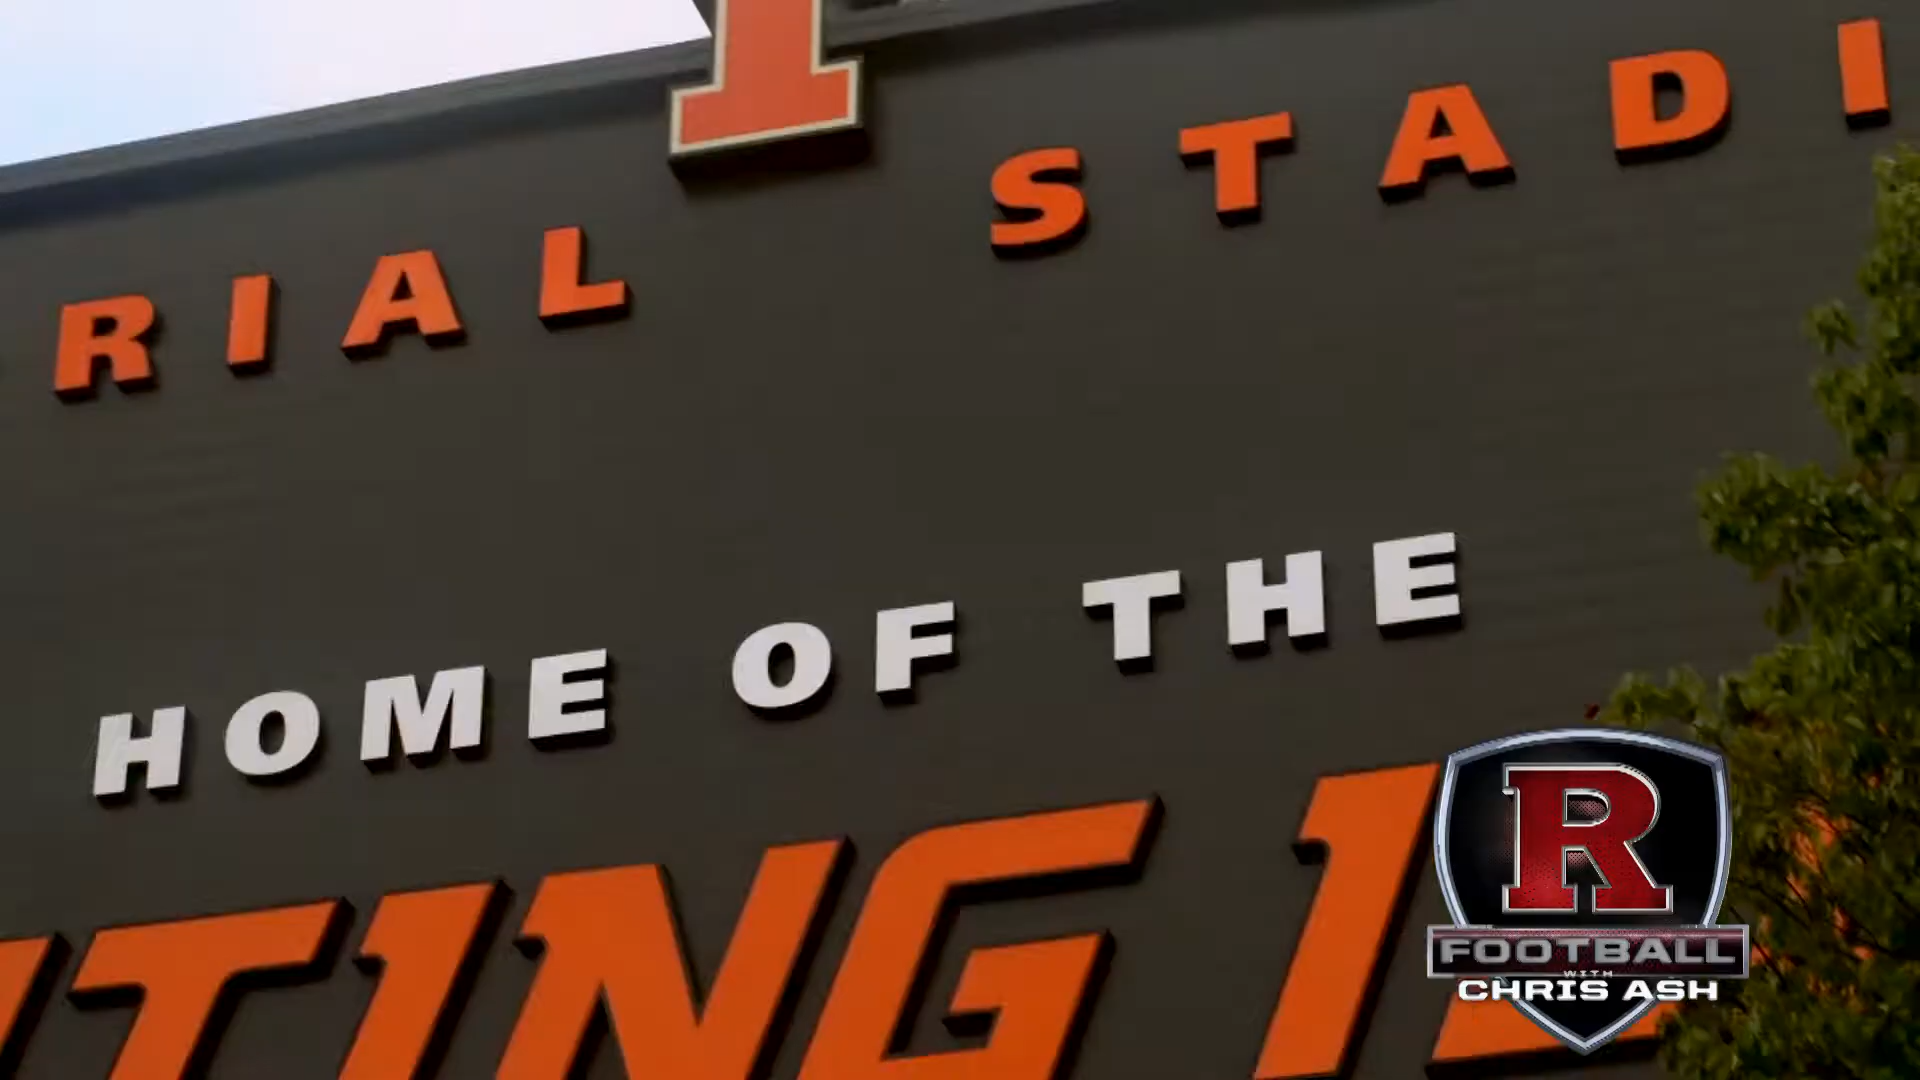 I
RIAL STADI
HOME OF THE
TING I
R
FOOTBALL
WITH
CHRIS ASH